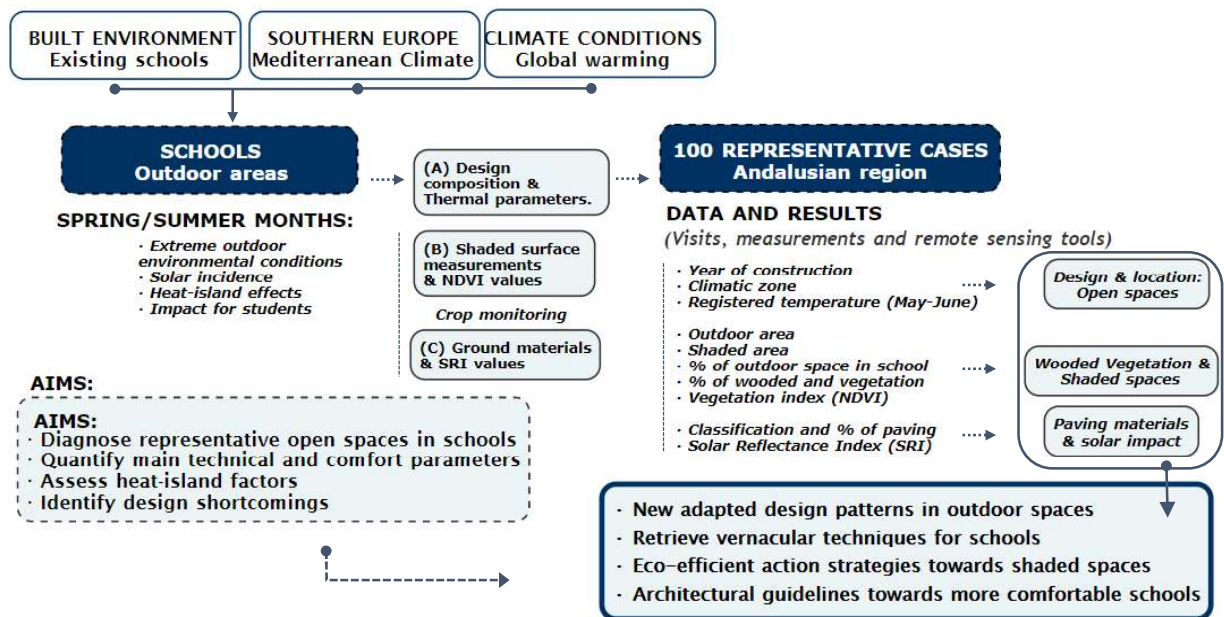 BUILT ENVIRONMENT
Existing schools
SOUTHERN EUROPE
Mediterranean Climate
CLIMATE CONDITIONS
Global warming
SCHOOLS
Outdoor areas
SPRING/SUMMER MONTHS:
· Extreme outdoor
environmental conditions
· Solar incidence
· Heat-island effects
· Impact for students
(A) Design
composition &
Thermal parameters.
(B) Shaded surface
measurements
& NDVI values
Crop monitoring
(C) Ground materials
& SRI values
100 REPRESENTATIVE CASES
Andalusian region
DATA AND RESULTS
(Visits, measurements and remote sensing tools)
· Year of construction
· Climatic zone
· Registered temperature (May-June)
· Outdoor area
· Shaded area
· % of outdoor space in school
· % of wooded and vegetation
· Vegetation index (NDVI)
· Classification and % of paving
· Solar Reflectance Index (SRI)
Design & location:
Open spaces
Wooded Vegetation &
Shaded spaces
Paving materials
& solar impact
AIMS:
AIMS:
· Diagnose representative open spaces in schools
· Quantify main technical and comfort parameters
· Assess heat-island factors
· Identify design shortcomings
· New adapted design patterns in outdoor spaces
· Retrieve vernacular techniques for schools
· Eco-efficient action strategies towards shaded spaces
· Architectural guidelines towards more comfortable schools